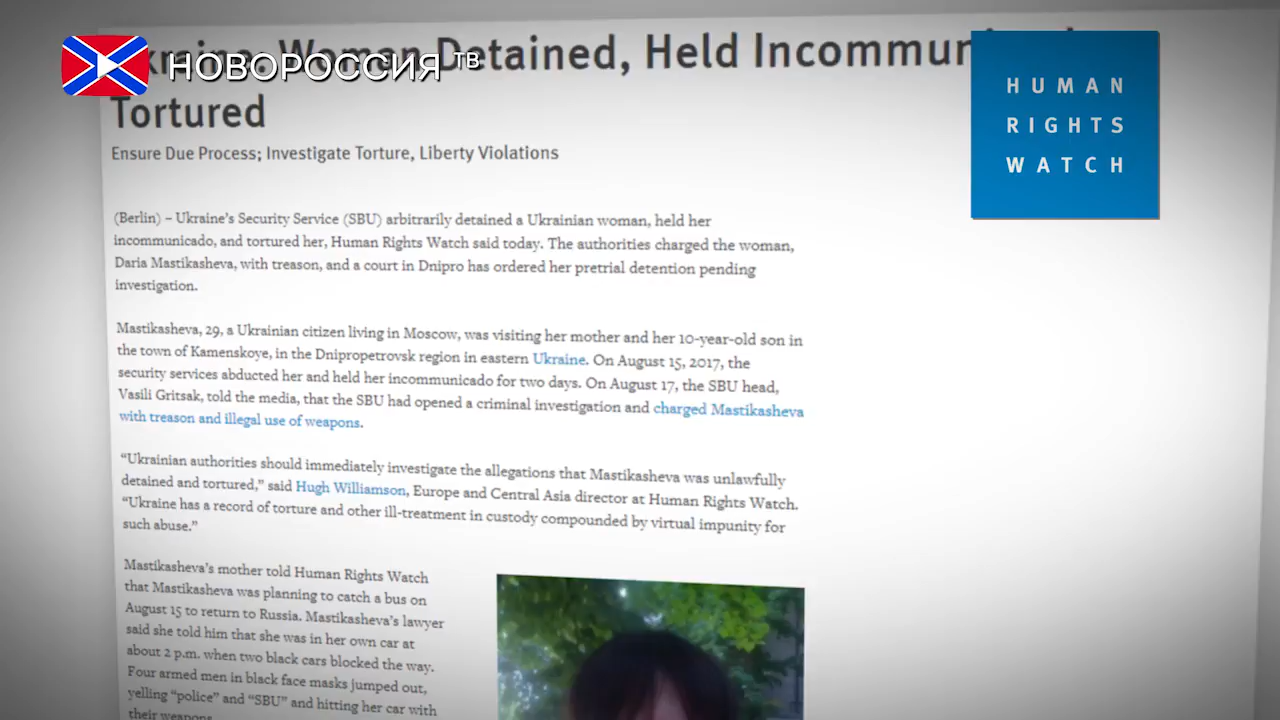 НОВОРОССИЯ ТВ
Woman Detained, Held
Tortured
Ensure Due Process; Investigate Torture, Liberty Violations
HUMAN
RIGHTS
WATCH
(Berlin) – Ukraine's Security Service (SBU) arbitrarily detained a Ukrainian woman, held her
incommunicado, and tortured her, Human Rights Watch said today. The authorities charged the woman,
Daria Mastikasheva, with treason, and a court in Dnipro has ordered her pretrial detention pending
investigation.
Mastikasheva, 29, a Ukrainian citizen living in Moscow, was visiting her mother and her 10-year-old son in
the town of Kamenskoye, in the Dnipropetrovsk region in eastern Ukraine. On August 15, 2017, the
security services abducted her and held her incommunicado for two days. On August 17, the SBU head,
Vasili Gritsak, told the media, that the SBU had opened a criminal investigation and charged Mastikasheva
with treason and illegal use of weapons.
“Ukrainian authorities should immediately investigate the allegations that Mastikasheva was unlawfully
detained and tortured,” said Hugh Williamson, Europe and Central Asia director at Human Rights Watch.
“Ukraine has a record of torture and other ill-treatment in custody compounded by virtual impunity for
such abuse.”
Mastikasheva's mother told Human Rights Watch
that Mastikasheva was planning to catch a bus on
August 15 to return to Russia. Mastikasheva's lawyer
said she told him that she was in her own car at
about 2 p.m. when two black cars blocked the way.
Four armed men in black face masks jumped out,
yelling “police” and “SBU” and hitting her car with
their weapons.